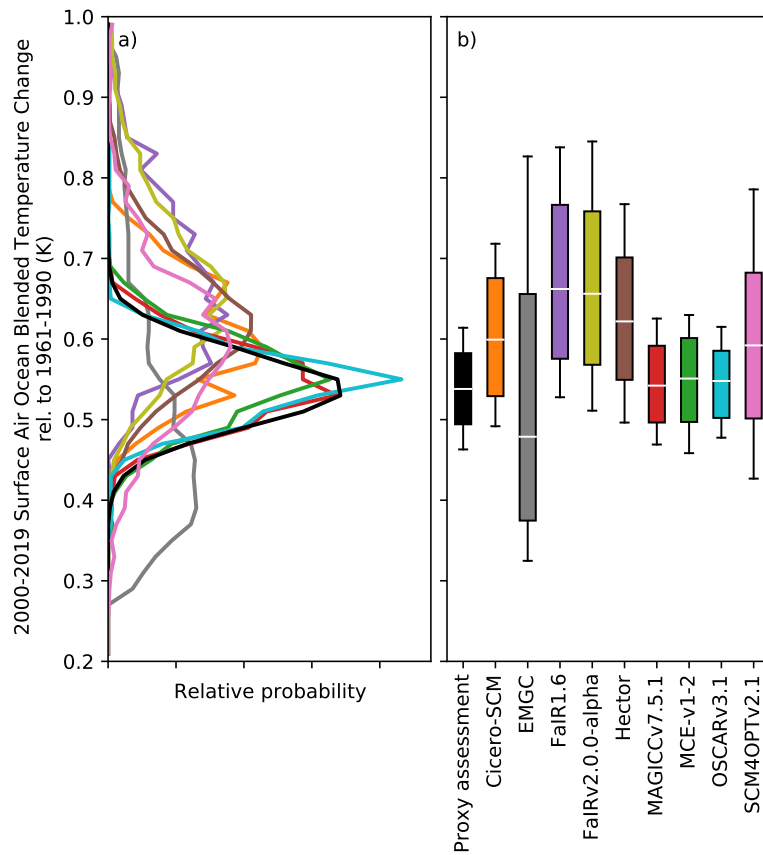 2000-2019 Surface Air Ocean Blended Temperature Change
rel. to 1961-1990 (K)
1.0
0.9
0.8
0.7
0.6
0.5
0.4
0.3
0.2
a)
Relative probability
b)
Proxy assessment
Cicero-SCM
EMGC
FaIR1.6
FaIRv2.0.0-alpha
Hector
MAGICCv7.5.1
MCE-v1-2
OSCARv3.1
SCM4OPTv2.1